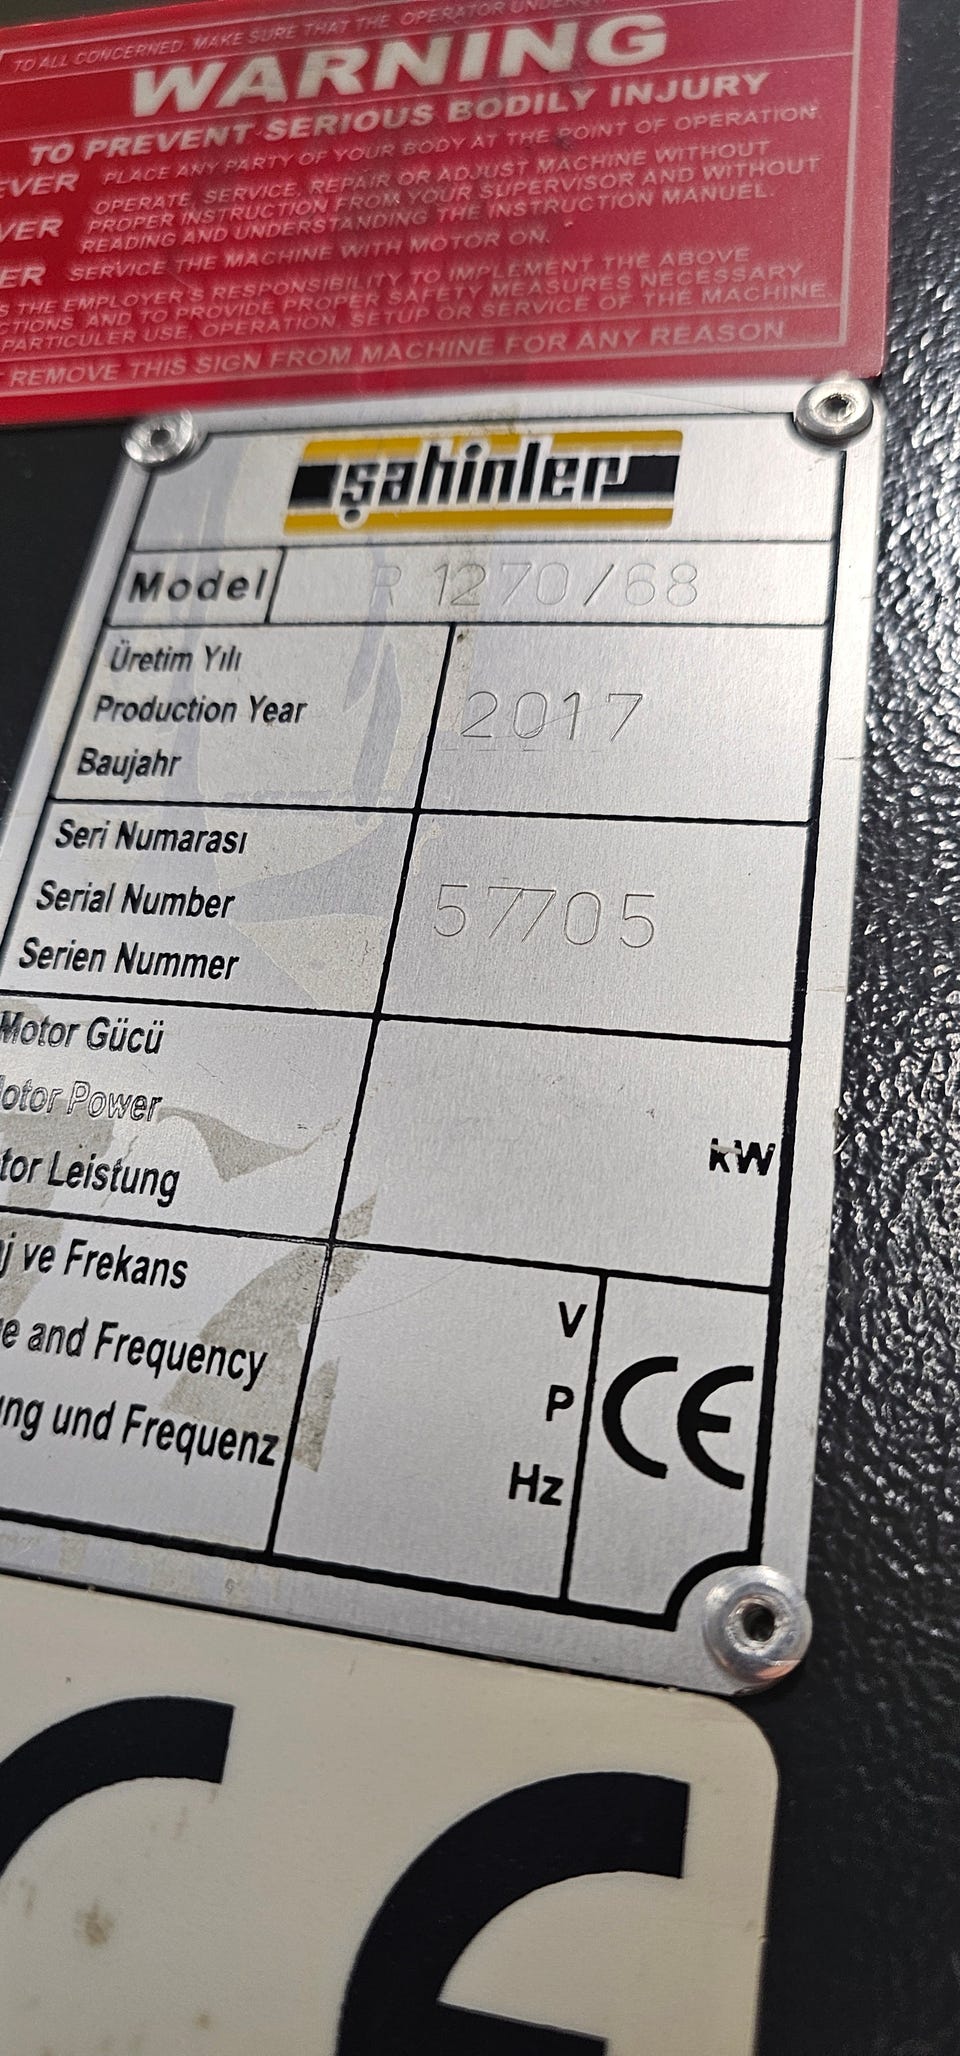 TO ALL CONCERNED. MAKE SURE THAT THE OPERATOR
WARNING
TO PREVENT SERIOUS BODILY INJURY
EVER PLACE ANY PARTY OF YOUR BODY AT THE POINT OF OPERATION.
VER OPERATE, SERVICE, REPAIR OR ADJUST MACHINE WITHOUT
PROPER INSTRUCTION FROM YOUR SUPERVISOR AND WITHOUT
READING AND UNDERSTANDING THE INSTRUCTION MANUEL.
ER SERVICE THE MACHINE WITH MOTOR ON.
S THE EMPLOYER'S RESPONSIBILITY TO IMPLEMENT THE ABOVE
CTIONS AND TO PROVIDE PROPER SAFETY MEASURES NECESSARY
PARTICULER USE, OPERATION, SETUP OR SERVICE OF THE MACHINE
REMOVE THIS SIGN FROM MACHINE FOR ANY REASON
şahinler
Model R 1270/68
Üretim Yılı
Production Year 2017
Baujahr
Seri Numarası
Serial Number 57705
Serien Nummer
Motor Gücü
Motor Power
tor Leistung kW
j ve Frekans V
e and Frequency P
ung und Frequenz Hz
CE
CE